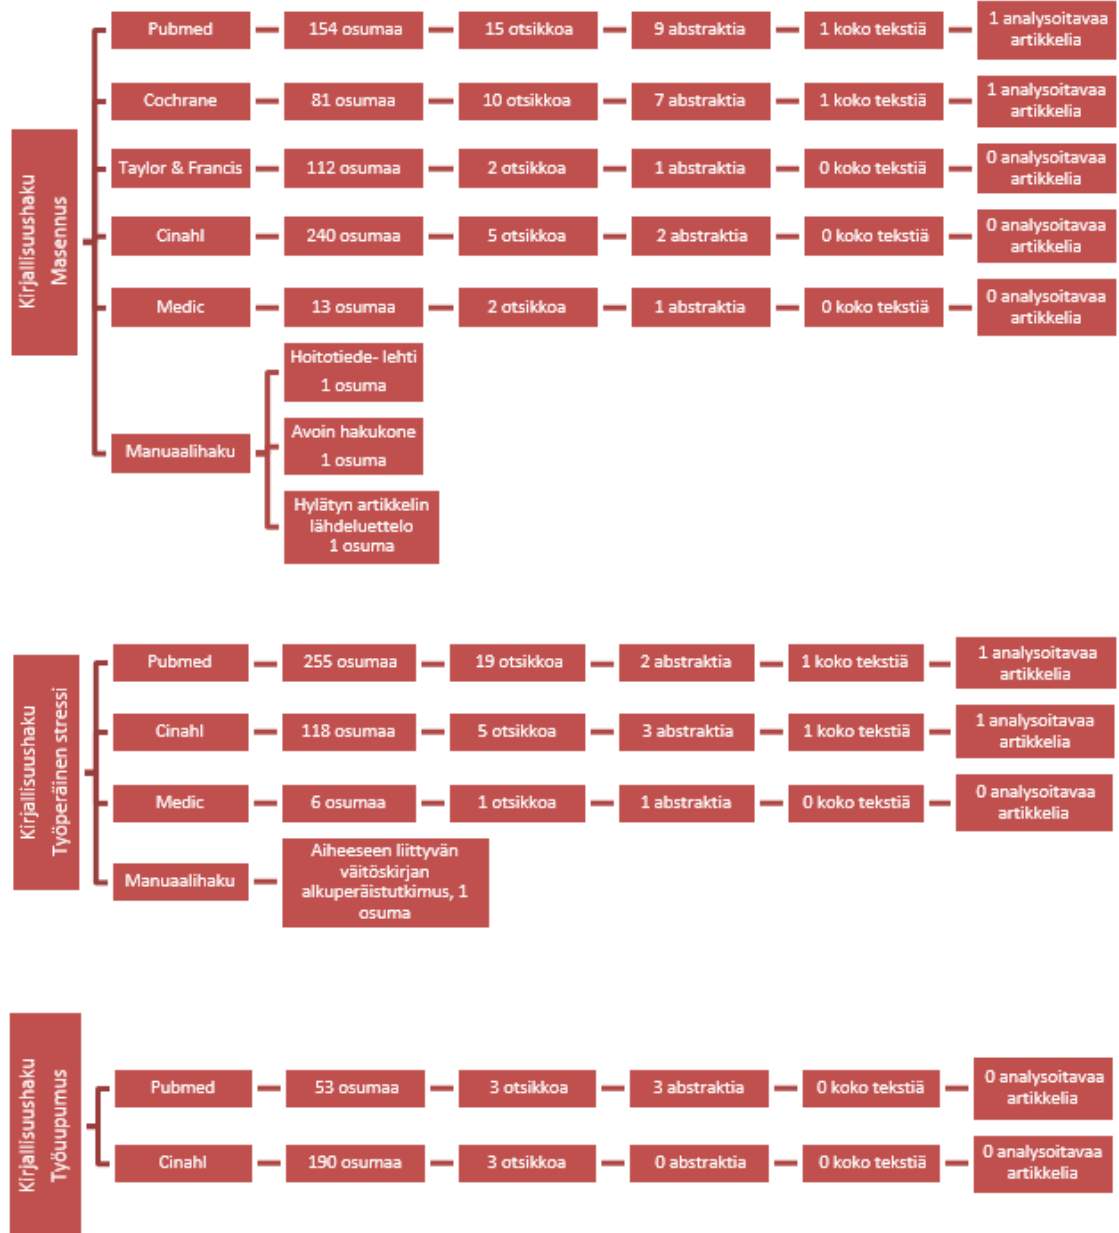 Kirjallisuushaku
Masennus
Pubmed
154 osumaa
15 otsikkoa
9 abstraktia
1 koko tekstiä
1 analysoitavaa
artikkelia
Cochrane
81 osumaa
10 otsikkoa
7 abstraktia
1 koko tekstiä
1 analysoitavaa
artikkelia
Taylor & Francis
112 osumaa
2 otsikkoa
1 abstraktia
0 koko tekstiä
0 analysoitavaa
artikkelia
Cinahl
240 osumaa
5 otsikkoa
2 abstraktia
0 koko tekstiä
0 analysoitavaa
artikkelia
Medic
13 osumaa
2 otsikkoa
1 abstraktia
0 koko tekstiä
0 analysoitavaa
artikkelia
Manuaalihaku
Hoitotiede- lehti
1 osuma
Avoin hakukone
1 osuma
Hylätyn artikkelin
lähdeluettelo
1 osuma
Kirjallisuushaku
Työperäinen stressi
Pubmed
255 osumaa
19 otsikkoa
2 abstraktia
1 koko tekstiä
1 analysoitavaa
artikkelia
Cinahl
118 osumaa
5 otsikkoa
3 abstraktia
1 koko tekstiä
1 analysoitavaa
artikkelia
Medic
6 osumaa
1 otsikkoa
1 abstraktia
0 koko tekstiä
0 analysoitavaa
artikkelia
Manuaalihaku
Aiheeseen liittyvän
väitöskirjan
alkuperäistutkimus, 1
osuma
Kirjallisuushaku
Työuupumus
Pubmed
53 osumaa
3 otsikkoa
3 abstraktia
0 koko tekstiä
0 analysoitavaa
artikkelia
Cinahl
190 osumaa
3 otsikkoa
0 abstraktia
0 koko tekstiä
0 analysoitavaa
artikkelia